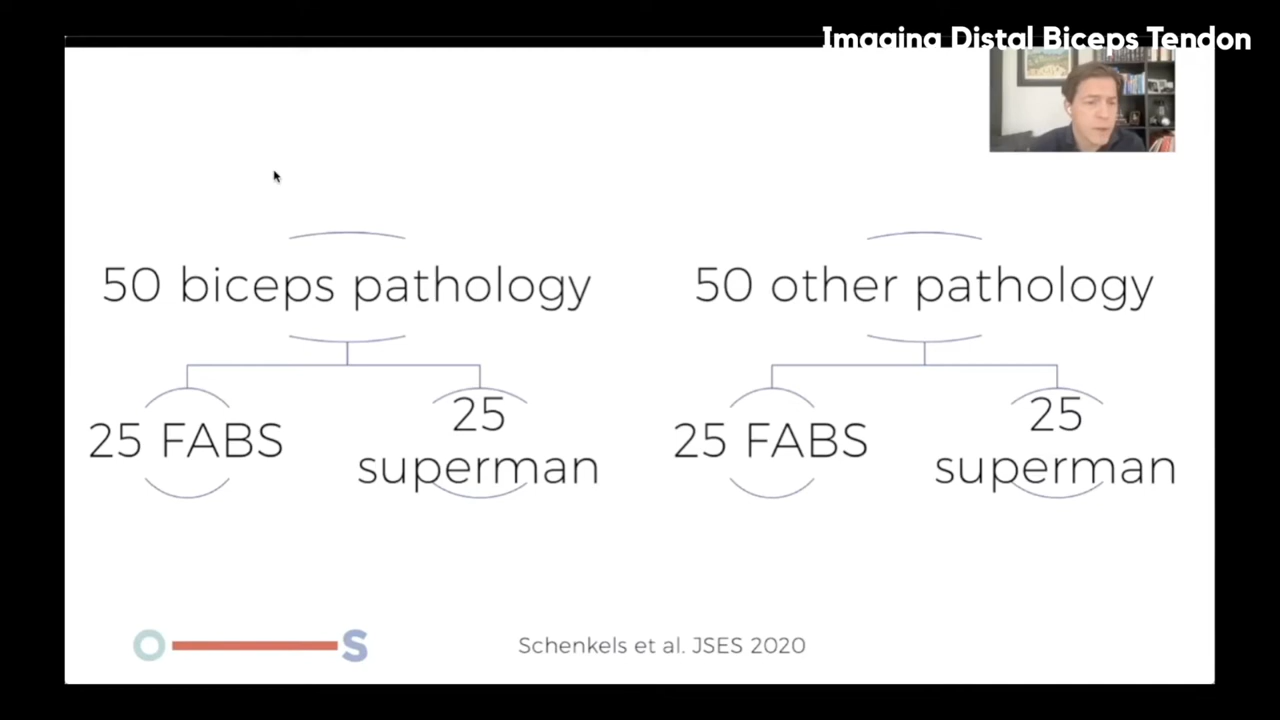 Imaging Distal Biceps Tendon
50 biceps pathology
50 other pathology
25 FABS
25
superman
25 FABS
25
superman
O S
Schenkels et al. JSES 2020